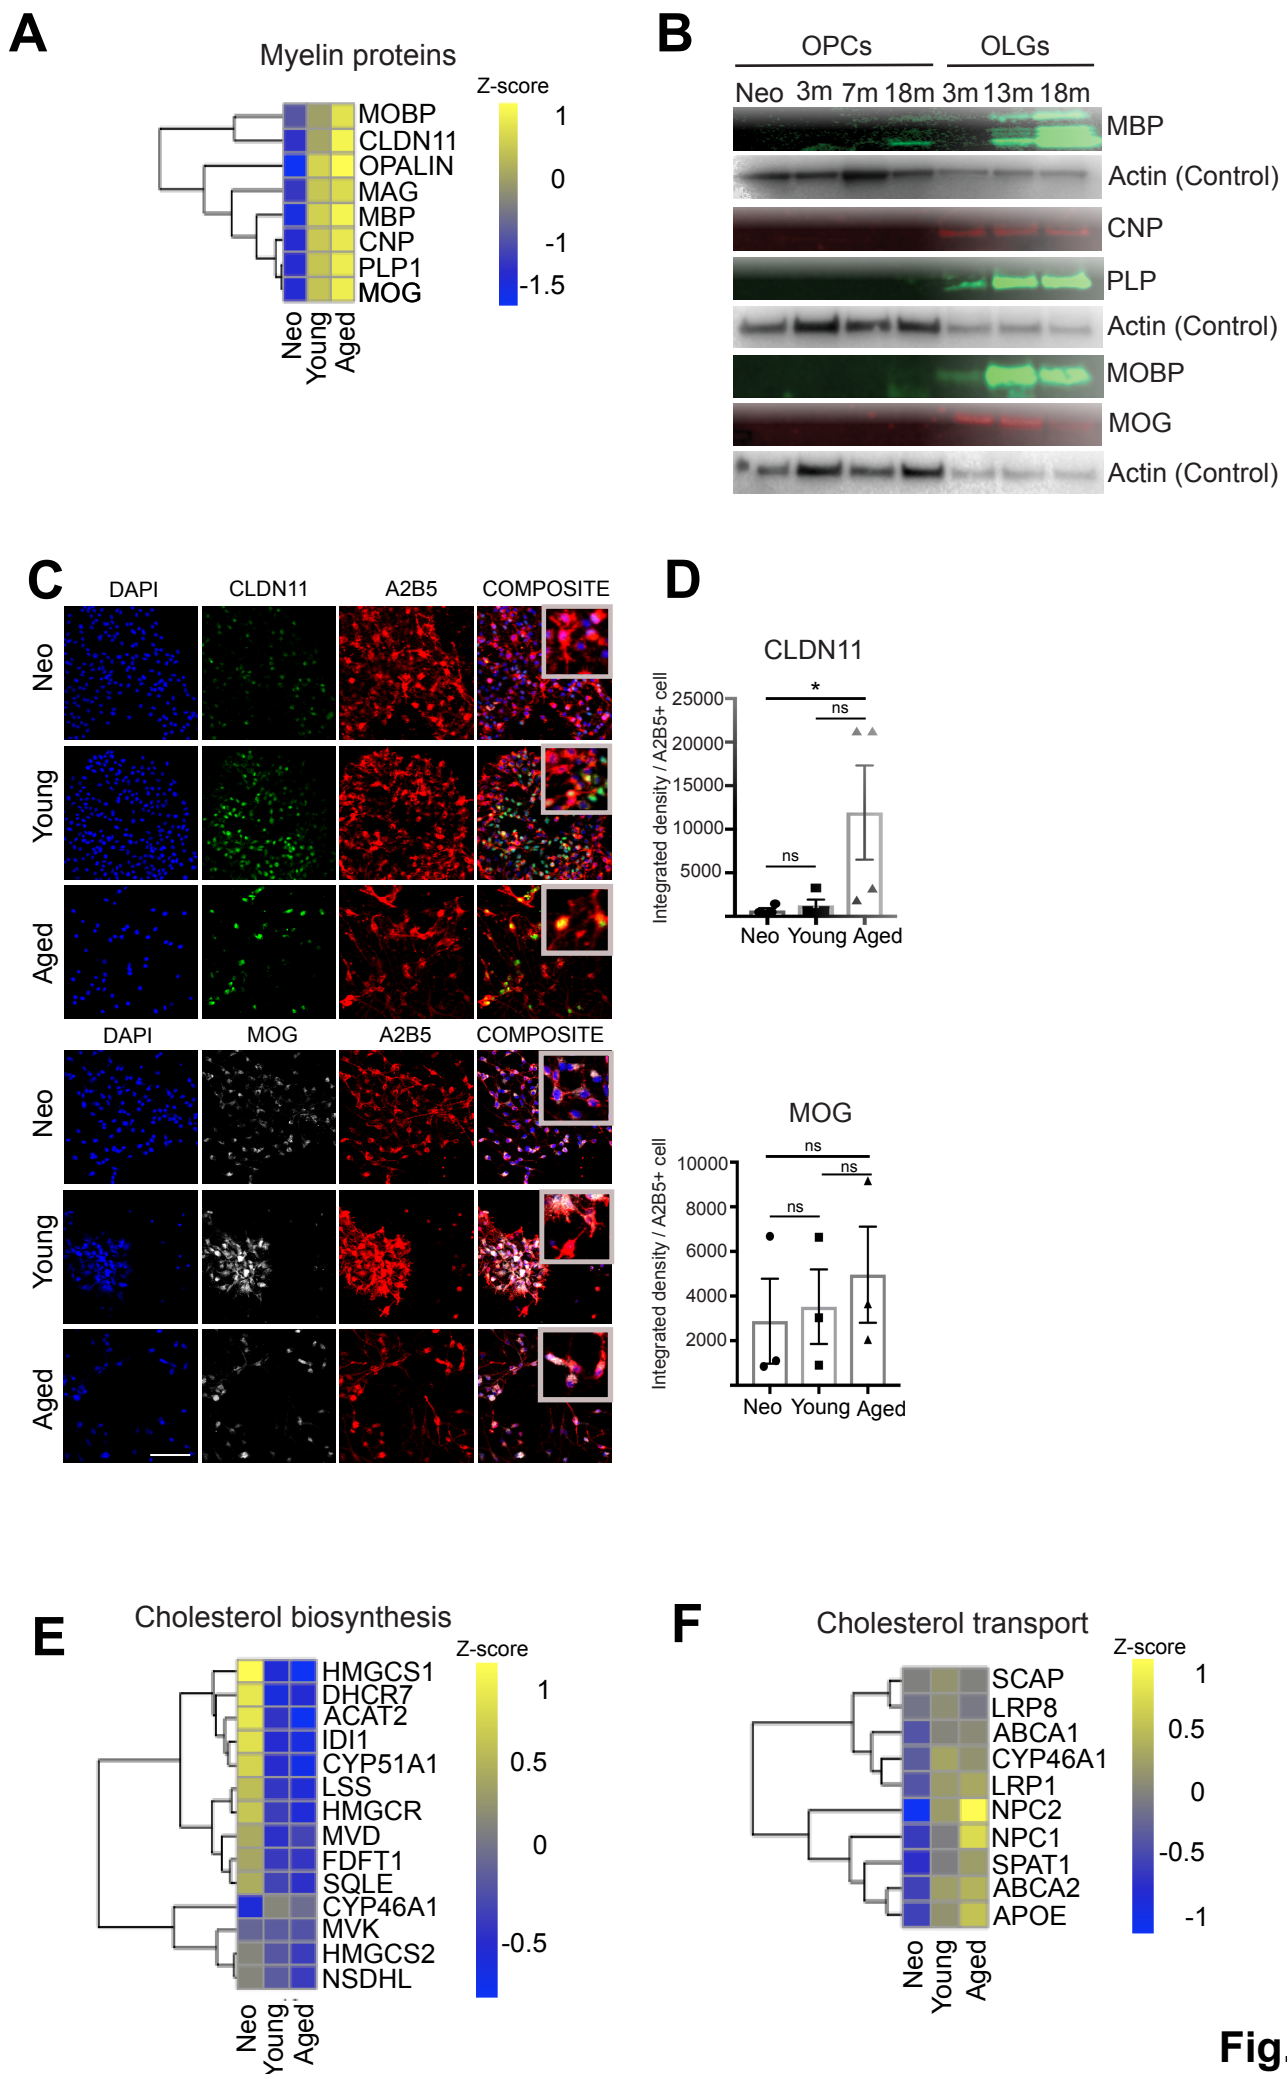 A
Myelin proteins
Z-score
MOBP
CLDN11
OPALIN
MAG
MBP
CNP
PLP1
MOG
1
0
-1
-1.5
Neo
Young
Aged
B
OPCs
OLGs
Neo 3m 7m 18m 3m 13m 18m
MBP
Actin (Control)
CNP
PLP
Actin (Control)
MOBP
MOG
Actin (Control)
C
DAPI CLDN11 A2B5 COMPOSITE
Neo
Young
Aged
DAPI MOG A2B5 COMPOSITE
Neo
Young
Aged
D
CLDN11
Integrated density / A2B5+ cell
25000
20000
15000
10000
5000
*
ns
ns
Neo Young Aged
MOG
Integrated density / A2B5+ cell
10000
8000
6000
4000
2000
ns
ns
ns
Neo Young Aged
E
Cholesterol biosynthesis
Z-score
HMGCS1
DHCR7
ACAT2
IDI1
CYP51A1
LSS
HMGCR
MVD
FDFT1
SQLE
CYP46A1
MVK
HMGCS2
NSDHL
1
0.5
0
-0.5
Neo
Young
Aged
F
Cholesterol transport
Z-score
SCAP
LRP8
ABCA1
CYP46A1
LRP1
NPC2
NPC1
SPAT1
ABCA2
APOE
1
0.5
0
-0.5
-1
Neo
Young
Aged
Fig.